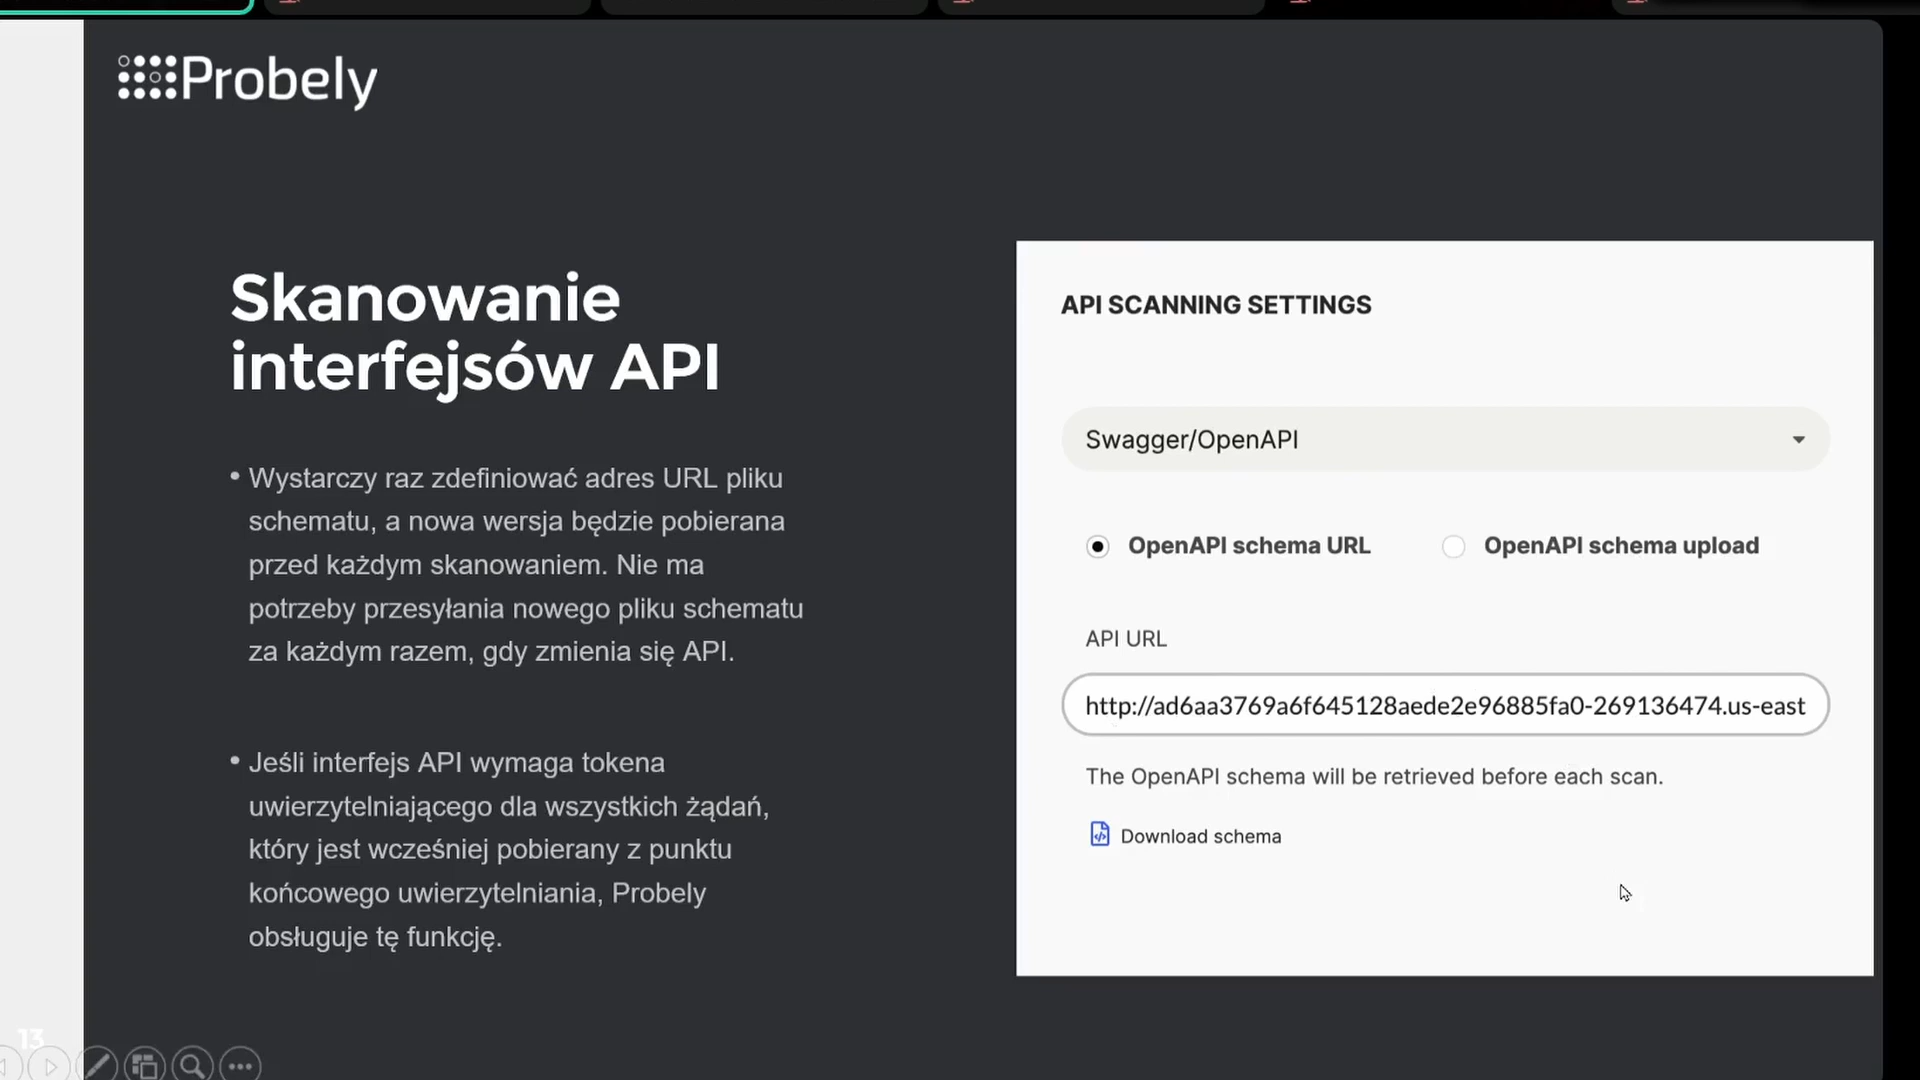 Probely
Skanowanie
interfejsów API
• Wystarczy raz zdefiniować adres URL pliku
schematu, a nowa wersja będzie pobierana
przed każdym skanowaniem. Nie ma
potrzeby przesyłania nowego pliku schematu
za każdym razem, gdy zmienia się API.
• Jeśli interfejs API wymaga tokena
uwierzytelniającego dla wszystkich żądań,
który jest wcześniej pobierany z punktu
końcowego uwierzytelniania, Probely
obsługuje tę funkcję.
API SCANNING SETTINGS
Swagger/OpenAPI
OpenAPI schema URL
OpenAPI schema upload
API URL
http://ad6aa3769a6f645128aede2e96885fa0-269136474.us-east
The OpenAPI schema will be retrieved before each scan.
Download schema
13